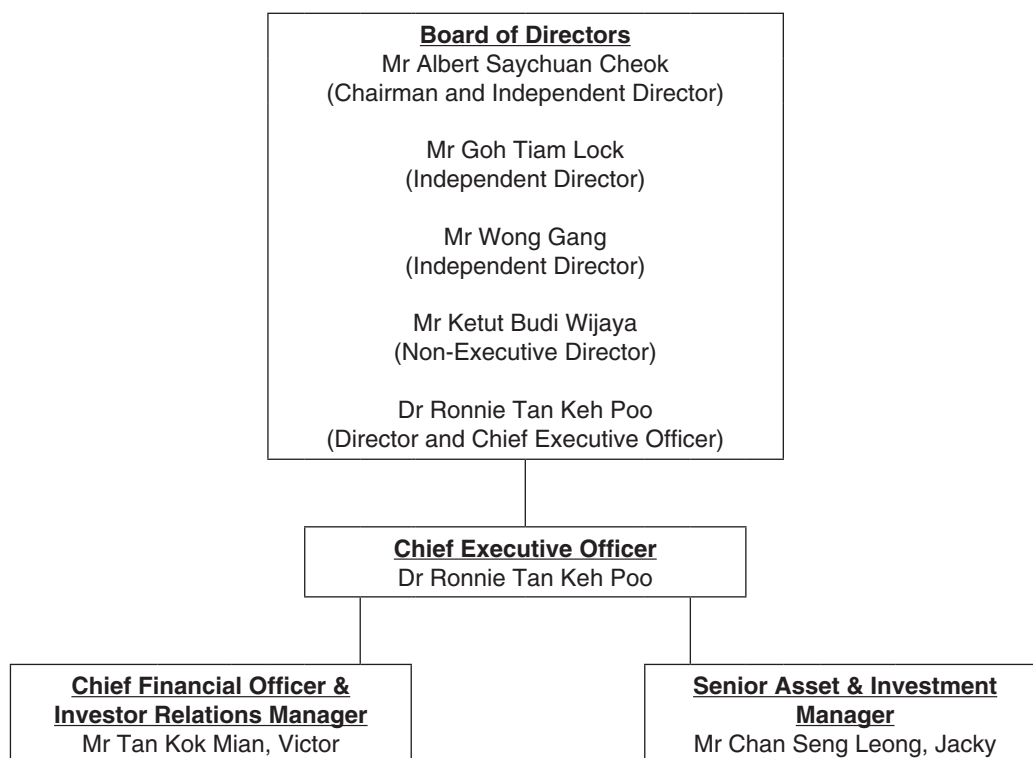 Board of Directors
Mr Albert Saychuan Cheok
(Chairman and Independent Director)
Mr Goh Tiam Lock
(Independent Director)
Mr Wong Gang
(Independent Director)
Mr Ketut Budi Wijaya
(Non-Executive Director)
Dr Ronnie Tan Keh Poo
(Director and Chief Executive Officer)
Chief Executive Officer
Dr Ronnie Tan Keh Poo
Chief Financial Officer &
Investor Relations Manager
Mr Tan Kok Mian, Victor
Senior Asset & Investment
Manager
Mr Chan Seng Leong, Jacky